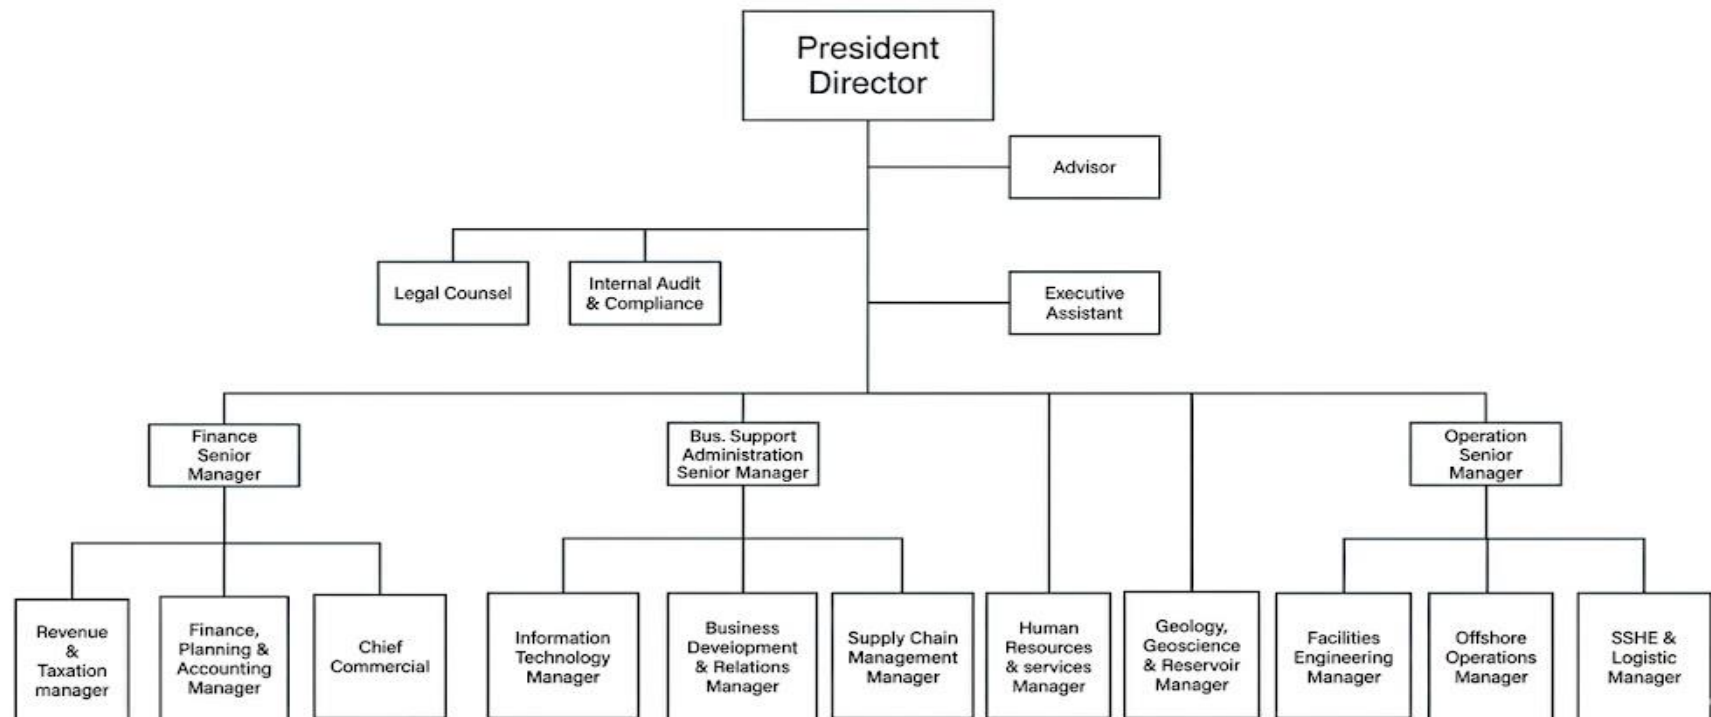 President
Director
Advisor
Legal Counsel
Internal Audit
& Compliance
Executive
Assistant
Finance
Senior
Manager
Bus. Support
Administration
Senior Manager
Operation
Senior
Manager
Revenue
&
Taxation
manager
Finance,
Planning &
Accounting
Manager
Chief
Commercial
Information
Technology
Manager
Business
Development
& Relations
Manager
Supply Chain
Management
Manager
Human
Resources
& services
Manager
Geology,
Geoscience
& Reservoir
Manager
Facilities
Engineering
Manager
Offshore
Operations
Manager
SSHE &
Logistic
Manager